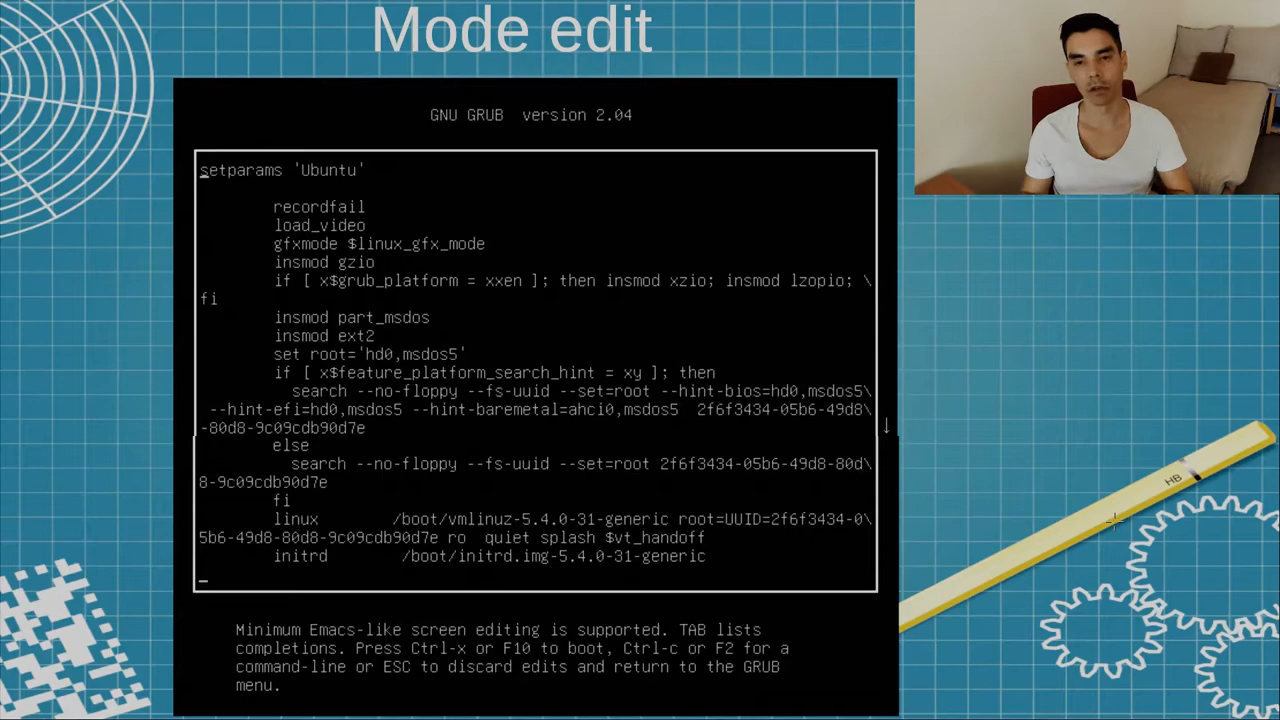 Mode edit
GNU GRUB version 2.04
setparams 'Ubuntu'
recordfail
load_video
gfxmode $linux_gfx_mode
insmod gzio
if [ x$grub_platform = xxen ]; then insmod xzio; insmod lzopio; \
fi
insmod part_msdos
insmod ext2
set root='hd0,msdos5'
if [ x$feature_platform_search_hint = xy ]; then
search --no-floppy --fs-uuid --set=root --hint-bios=hd0,msdos5\
--hint-efi=hd0,msdos5 --hint-baremetal=ahci0,msdos5 2f6f3434-05b6-49d8\
-80d8-9c09cdb90d7e
else
search --no-floppy --fs-uuid --set=root 2f6f3434-05b6-49d8-80d\
8-9c09cdb90d7e
fi
linux /boot/vmlinuz-5.4.0-31-generic root=UUID=2f6f3434-0\
5b6-49d8-80d8-9c09cdb90d7e ro quiet splash $vt_handoff
initrd /boot/initrd.img-5.4.0-31-generic
Minimum Emacs-like screen editing is supported. TAB lists
completions. Press Ctrl-x or F10 to boot, Ctrl-c or F2 for a
command-line or ESC to discard edits and return to the GRUB
menu.
HB